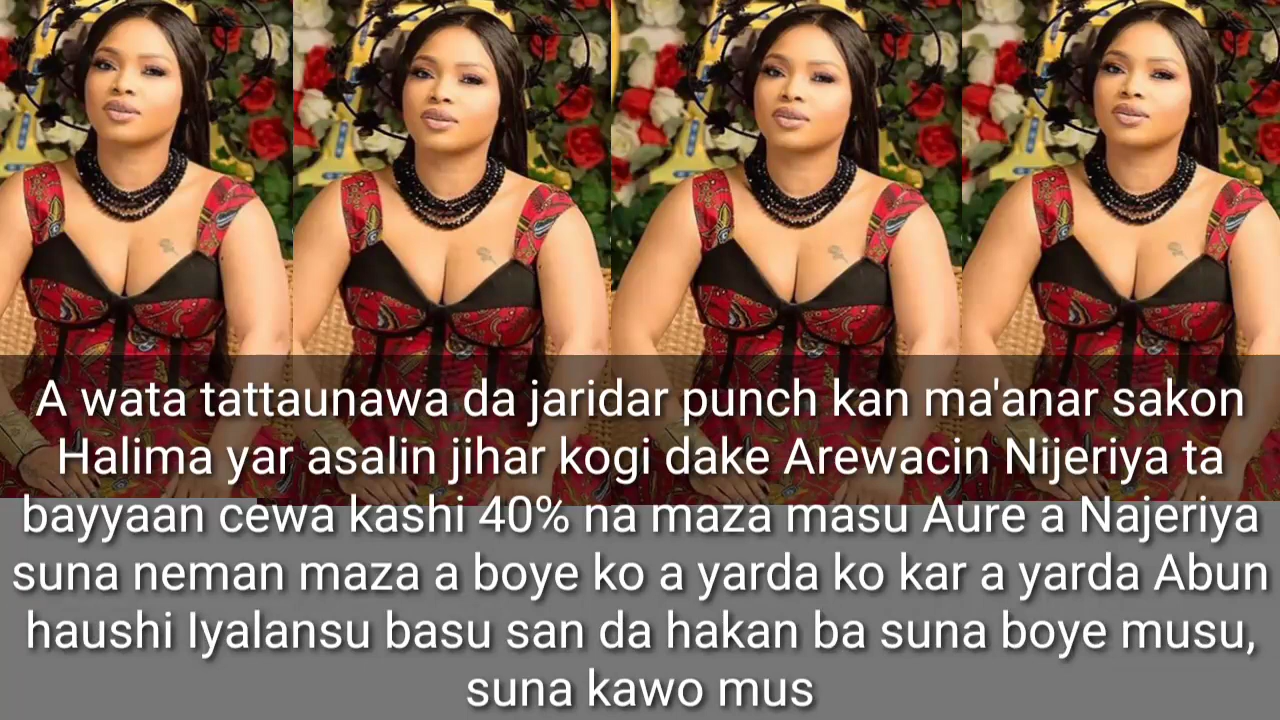 A wata tattaunawa da jaridar punch kan ma'anar sakon
Halima yar asalin jihar kogi dake Arewacin Nijeriya ta
bayyaan cewa kashi 40% na maza masu Aure a Najeriya
suna neman maza a boye ko a yarda ko kar a yarda Abun
haushi Iyalansu basu san da hakan ba suna boye musu,
suna kawo mus